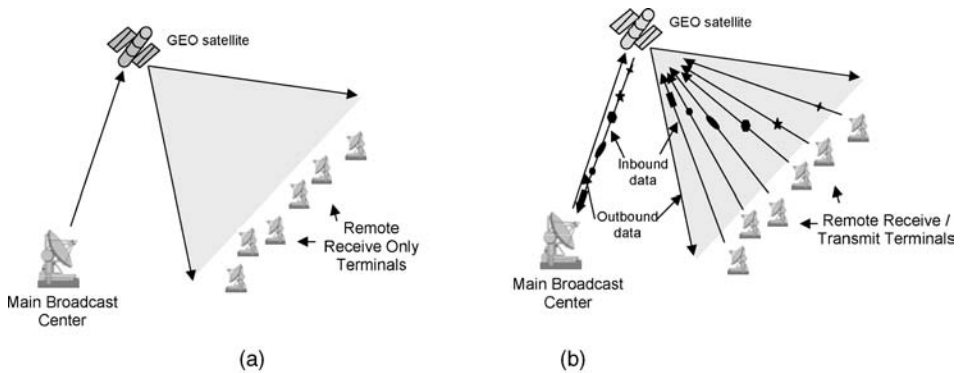 GEO satellite
Remote
Receive Only
Terminals
Main Broadcast
Center
(a)
GEO satellite
Inbound
data
Outbound
data
Remote Receive /
Transmit Terminals
Main Broadcast
Center
(b)